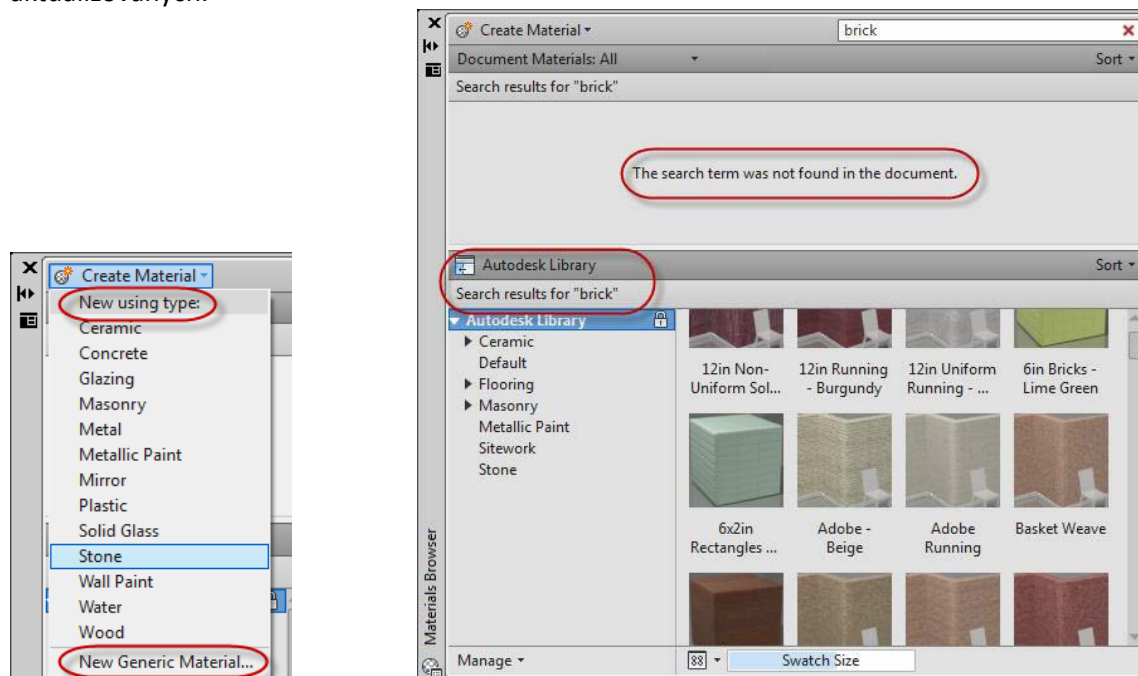 Create Material
New using type:
Ceramic
Concrete
Glazing
Masonry
Metal
Metallic Paint
Mirror
Plastic
Solid Glass
Stone
Wall Paint
Water
Wood
New Generic Material...
Create Material
brick
Document Materials: All
Sort
Search results for "brick"
The search term was not found in the document.
Autodesk Library
Sort
Search results for "brick"
Autodesk Library
Ceramic
Default
Flooring
Masonry
Metallic Paint
Sitework
Stone
12in Non-
Uniform Sol...
12in Running
- Burgundy
12in Uniform
Running - ...
6in Bricks -
Lime Green
6x2in
Rectangles ...
Adobe -
Beige
Adobe
Running
Basket Weave
Materials Browser
Manage
Swatch Size